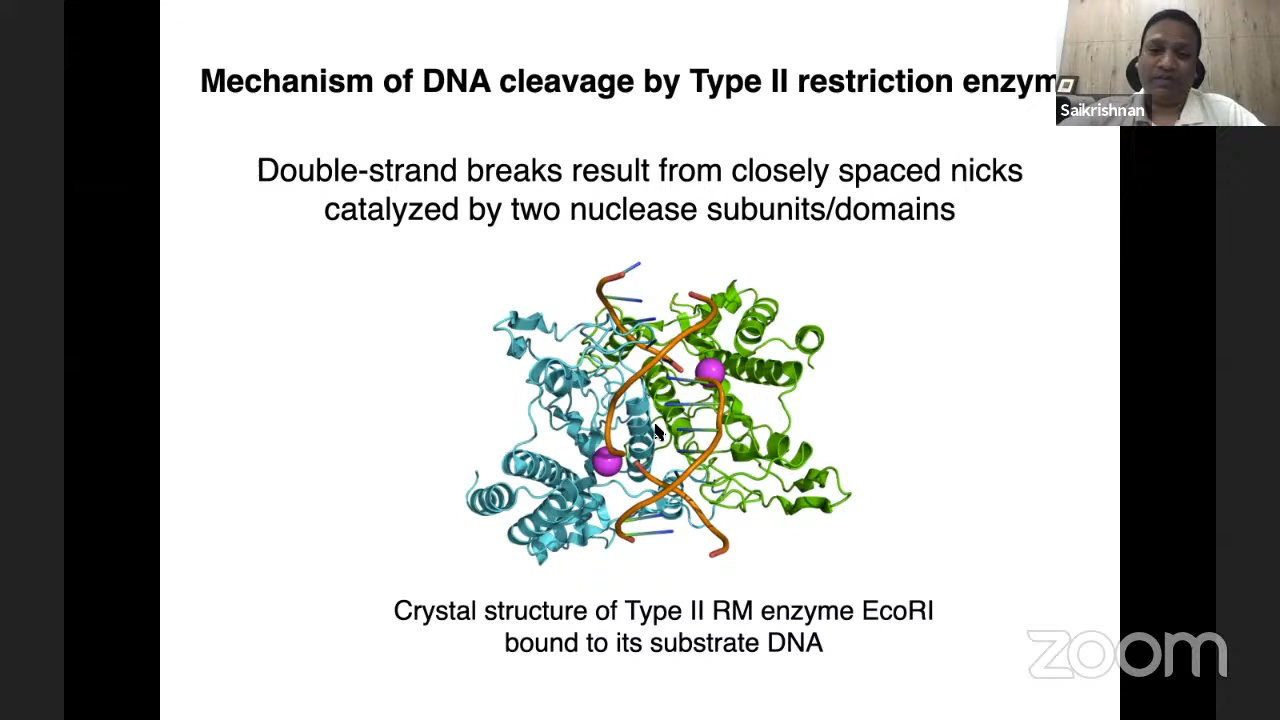 Mechanism of DNA cleavage by Type II restriction enzym
Saikrishnan
Double-strand breaks result from closely spaced nicks
catalyzed by two nuclease subunits/domains
Crystal structure of Type II RM enzyme EcoRI
bound to its substrate DNA
zoom